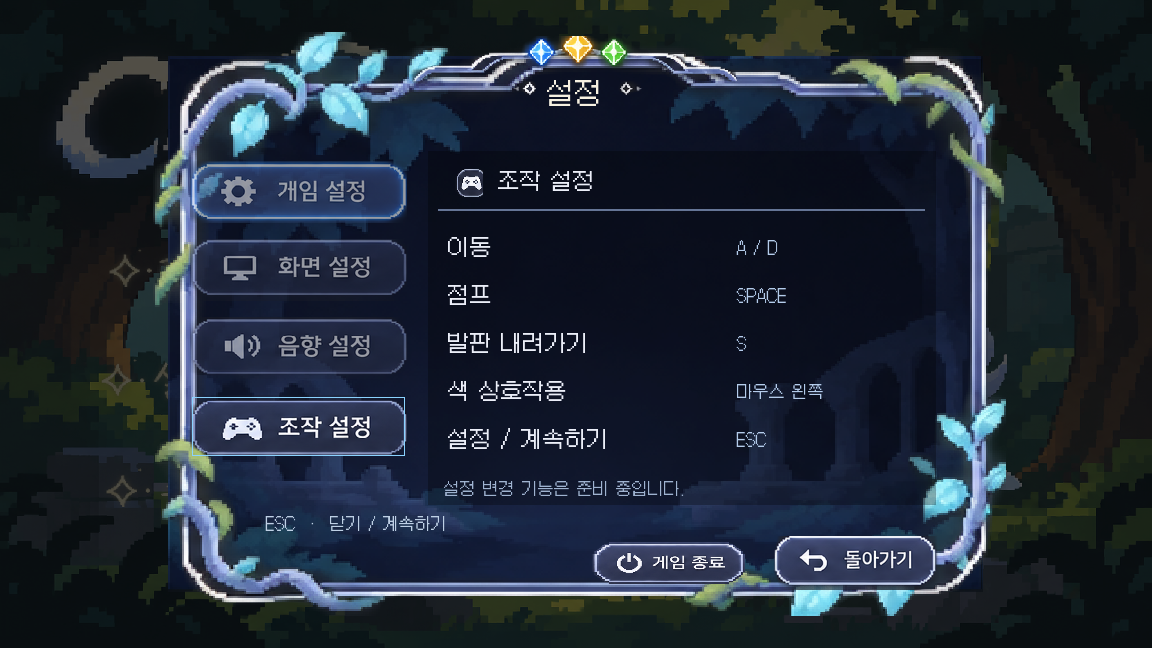 설정
게임 설정
화면 설정
음향 설정
조작 설정
조작 설정
이동 A / D
점프 SPACE
발판 내려가기 S
색 상호작용 마우스 왼쪽
설정 / 계속하기 ESC
설정 변경 기능은 준비 중입니다.
ESC · 닫기 / 계속하기
게임 종료
돌아가기